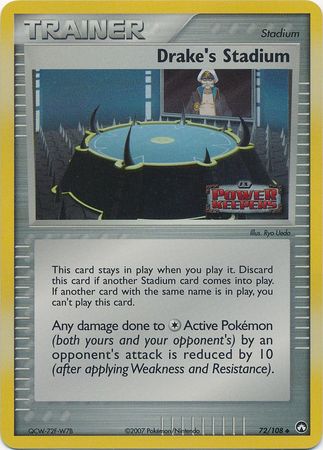 TRAINER
Stadium
Drake's Stadium
EX
POWER
KEEPERS
Illus. Ryo Ueda
This card stays in play when you play it. Discard
this card if another Stadium card comes into play.
If another card with the same name is in play, you
can't play this card.
Any damage done to Active Pokémon
(both yours and your opponent's) by an
opponent's attack is reduced by 10
(after applying Weakness and Resistance).
QCW-72F-W7B
©2007 Pokémon/Nintendo
72/108